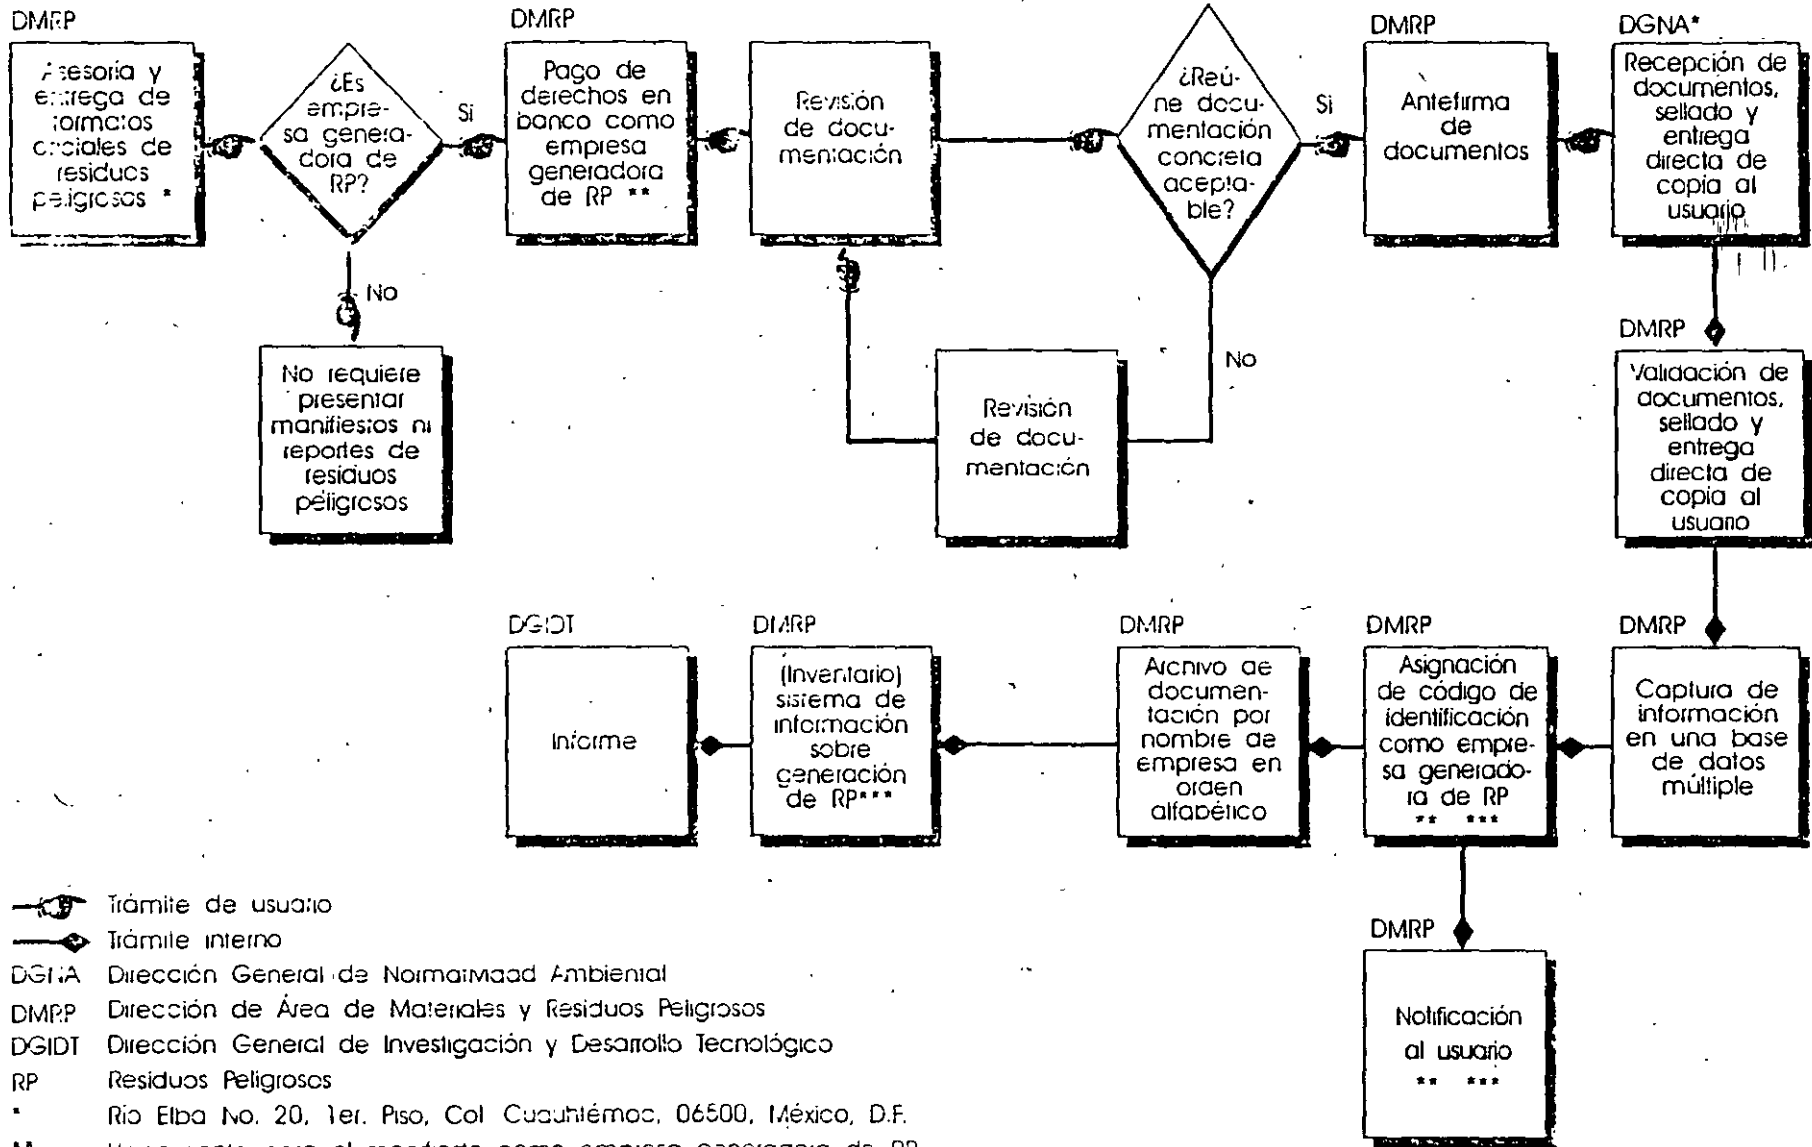 DMRP
Asesoría y
entrega de
formatos
oficiales de
residuos
peligrosos *
¿Es
empre-
sa genera-
dora de
RP?
Si
No
No requiere
presentar
manifiestos ni
reportes de
residuos
peligrosos
DMRP
Pago de
derechos en
banco como
empresa
generadora
de RP **
Revisión
de docu-
mentación
¿Reú-
ne docu-
mentación
concreta
acepta-
ble?
Si
No
Revisión
de docu-
mentación
DMRP
Antefirma
de
documentos
DGNA*
Recepción de
documentos,
sellado y
entrega
directa de
copia al
usuario
DMRP
Validación de
documentos,
sellado y
entrega
directa de
copia al
usuario
DMRP
Captura de
información
en una base
de datos
múltiple
DMRP
Asignación
de código de
identificación
como empre-
sa generado-
ra de RP
** ***
DMRP
Notificación
al usuario
** ***
DMRP
Archivo de
documen-
tación por
nombre de
empresa en
orden
alfabético
DMRP
(Inventario)
sistema de
información
sobre
generación
de RP***
DGIDT
Informe
Trámite de usuario
Trámite interno
DGNA Dirección General de Normatividad Ambiental
DMRP Dirección de Área de Materiales y Residuos Peligrosos
DGIDT Dirección General de Investigación y Desarrollo Tecnológico
RP Residuos Peligrosos
* Río Elba No. 20, 1er. Piso, Col Cuauhtémoc, 06500, México, D.F.